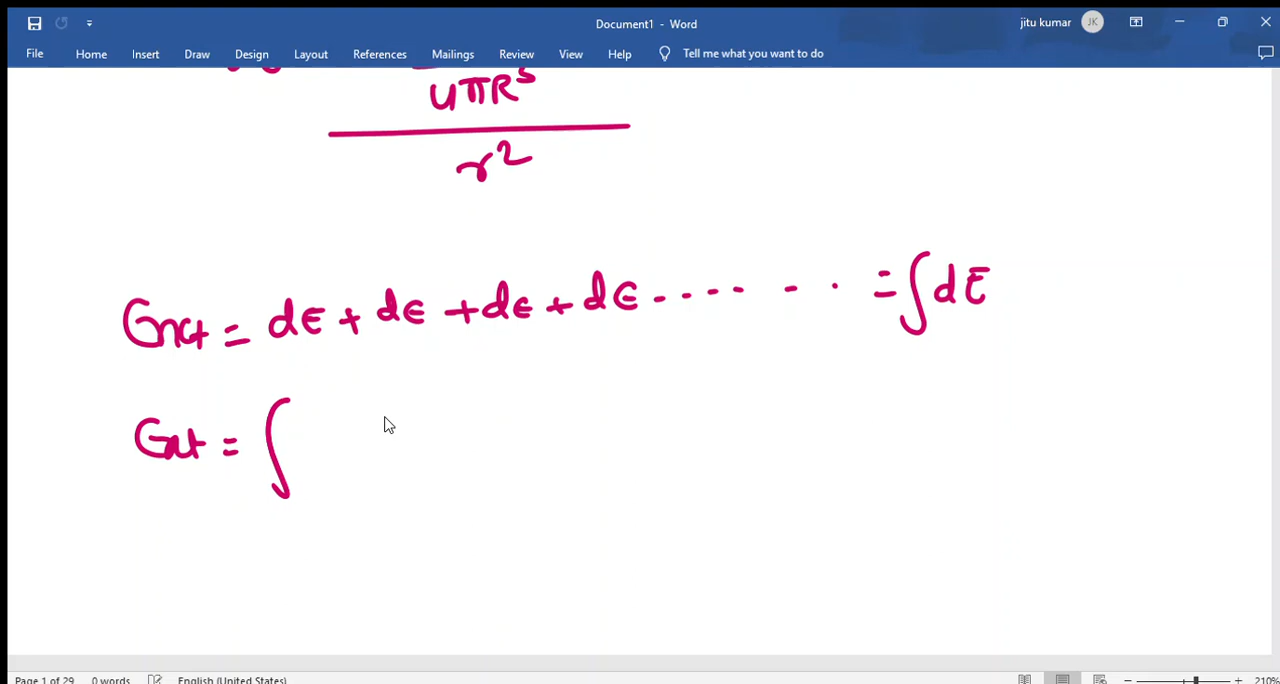 Document1 - Word
jitu kumar JK
File Home Insert Draw Design Layout References Mailings Review View Help Tell me what you want to do
4πR³
r²
Enet = dE + dE + dE + dE ....... = ∫dE
Enet = ∫
Page 1 of 29 0 words English (United States) 210%